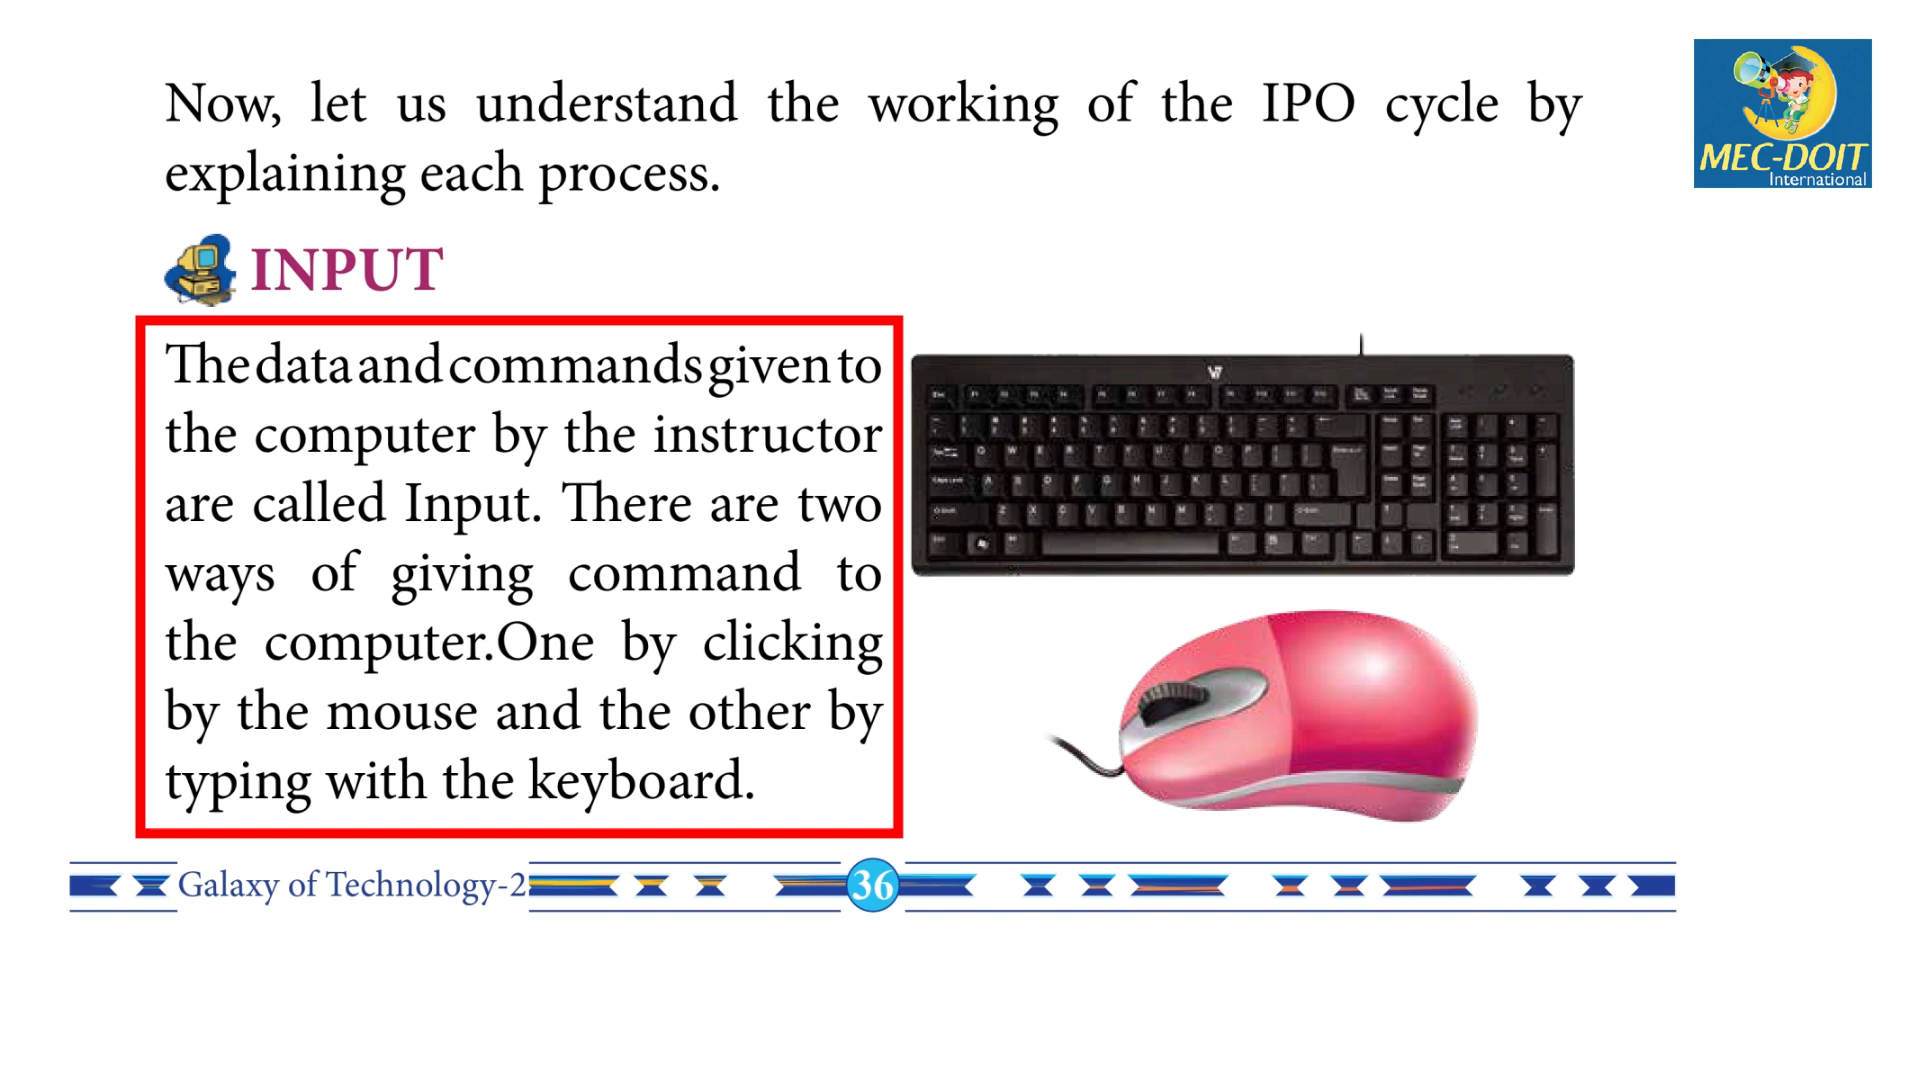 Now, let us understand the working of the IPO cycle by
explaining each process.
MEC-DOIT
International
INPUT
The data and commands given to
the computer by the instructor
are called Input. There are two
ways of giving command to
the computer.One by clicking
by the mouse and the other by
typing with the keyboard.
Galaxy of Technology-2
36